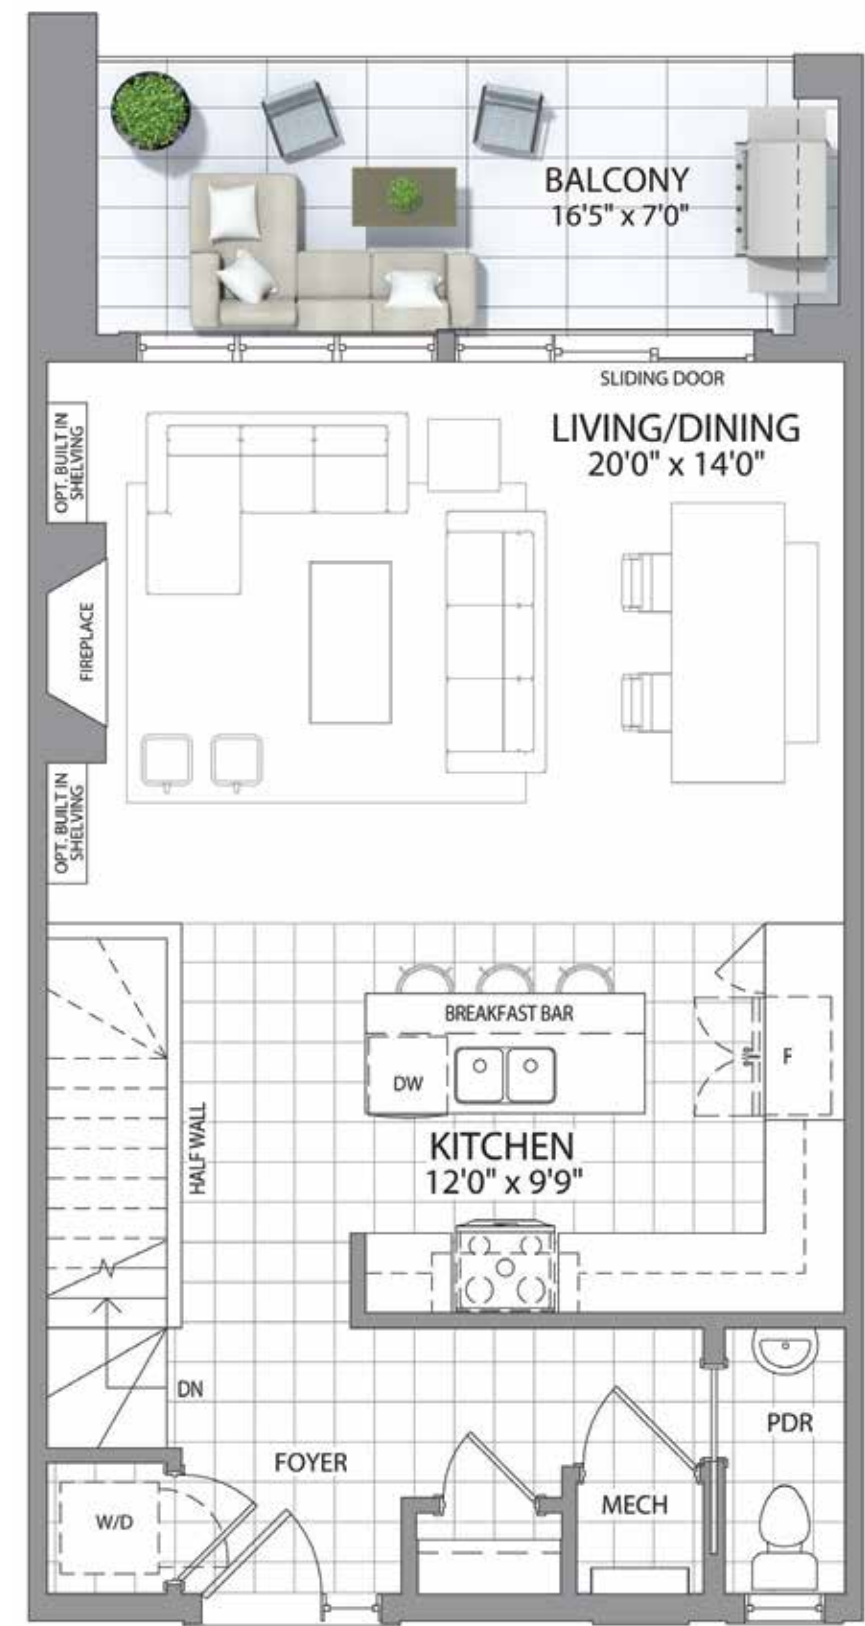 BALCONY
16'5" x 7'0"
SLIDING DOOR
LIVING/DINING
20'0" x 14'0"
OPT. BUILT IN
SHELVING
FIREPLACE
OPT. BUILT IN
SHELVING
BREAKFAST BAR
DW
F
KITCHEN
12'0" x 9'9"
HALF WALL
DN
FOYER
PDR
W/D
MECH